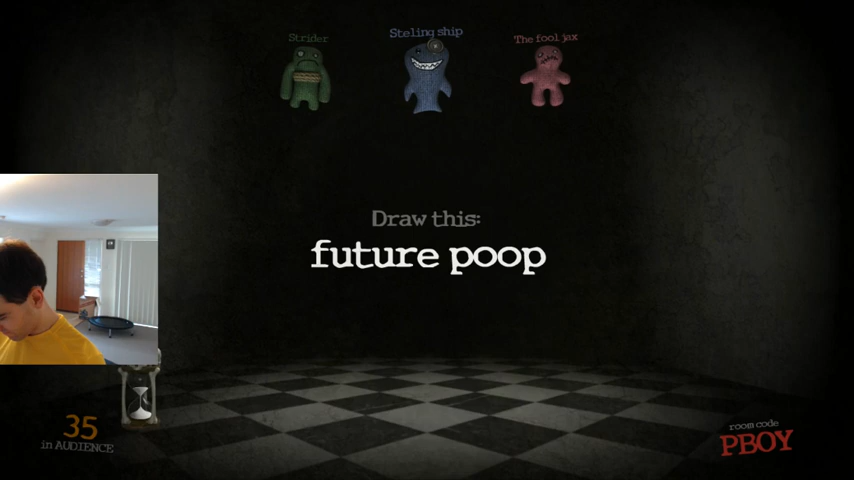 Strider
Steling ship
The fool jax
Draw this:
future poop
35
in AUDIENCE
room code
PBOY